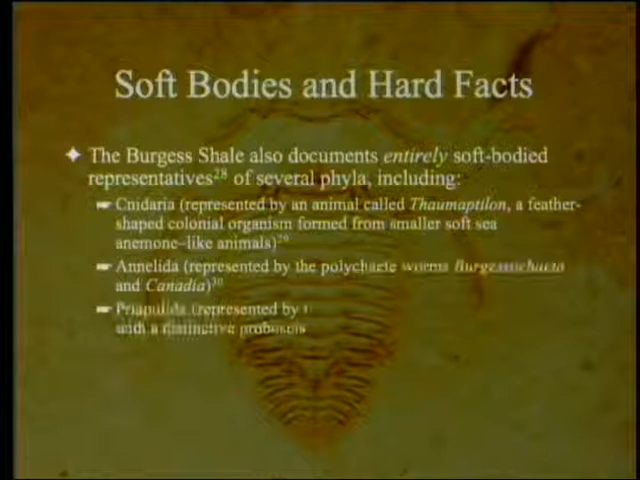 Soft Bodies and Hard Facts
The Burgess Shale also documents entirely soft-bodied
representatives28 of several phyla, including:
Cnidaria (represented by an animal called Thaumaptilon, a feather-
shaped colonial organism formed from smaller soft sea
anemone–like animals)29
Annelida (represented by the polychaete worms Burgessochaeta
and Canadia)30
Priapulida (represented by
with a distinctive proboscis